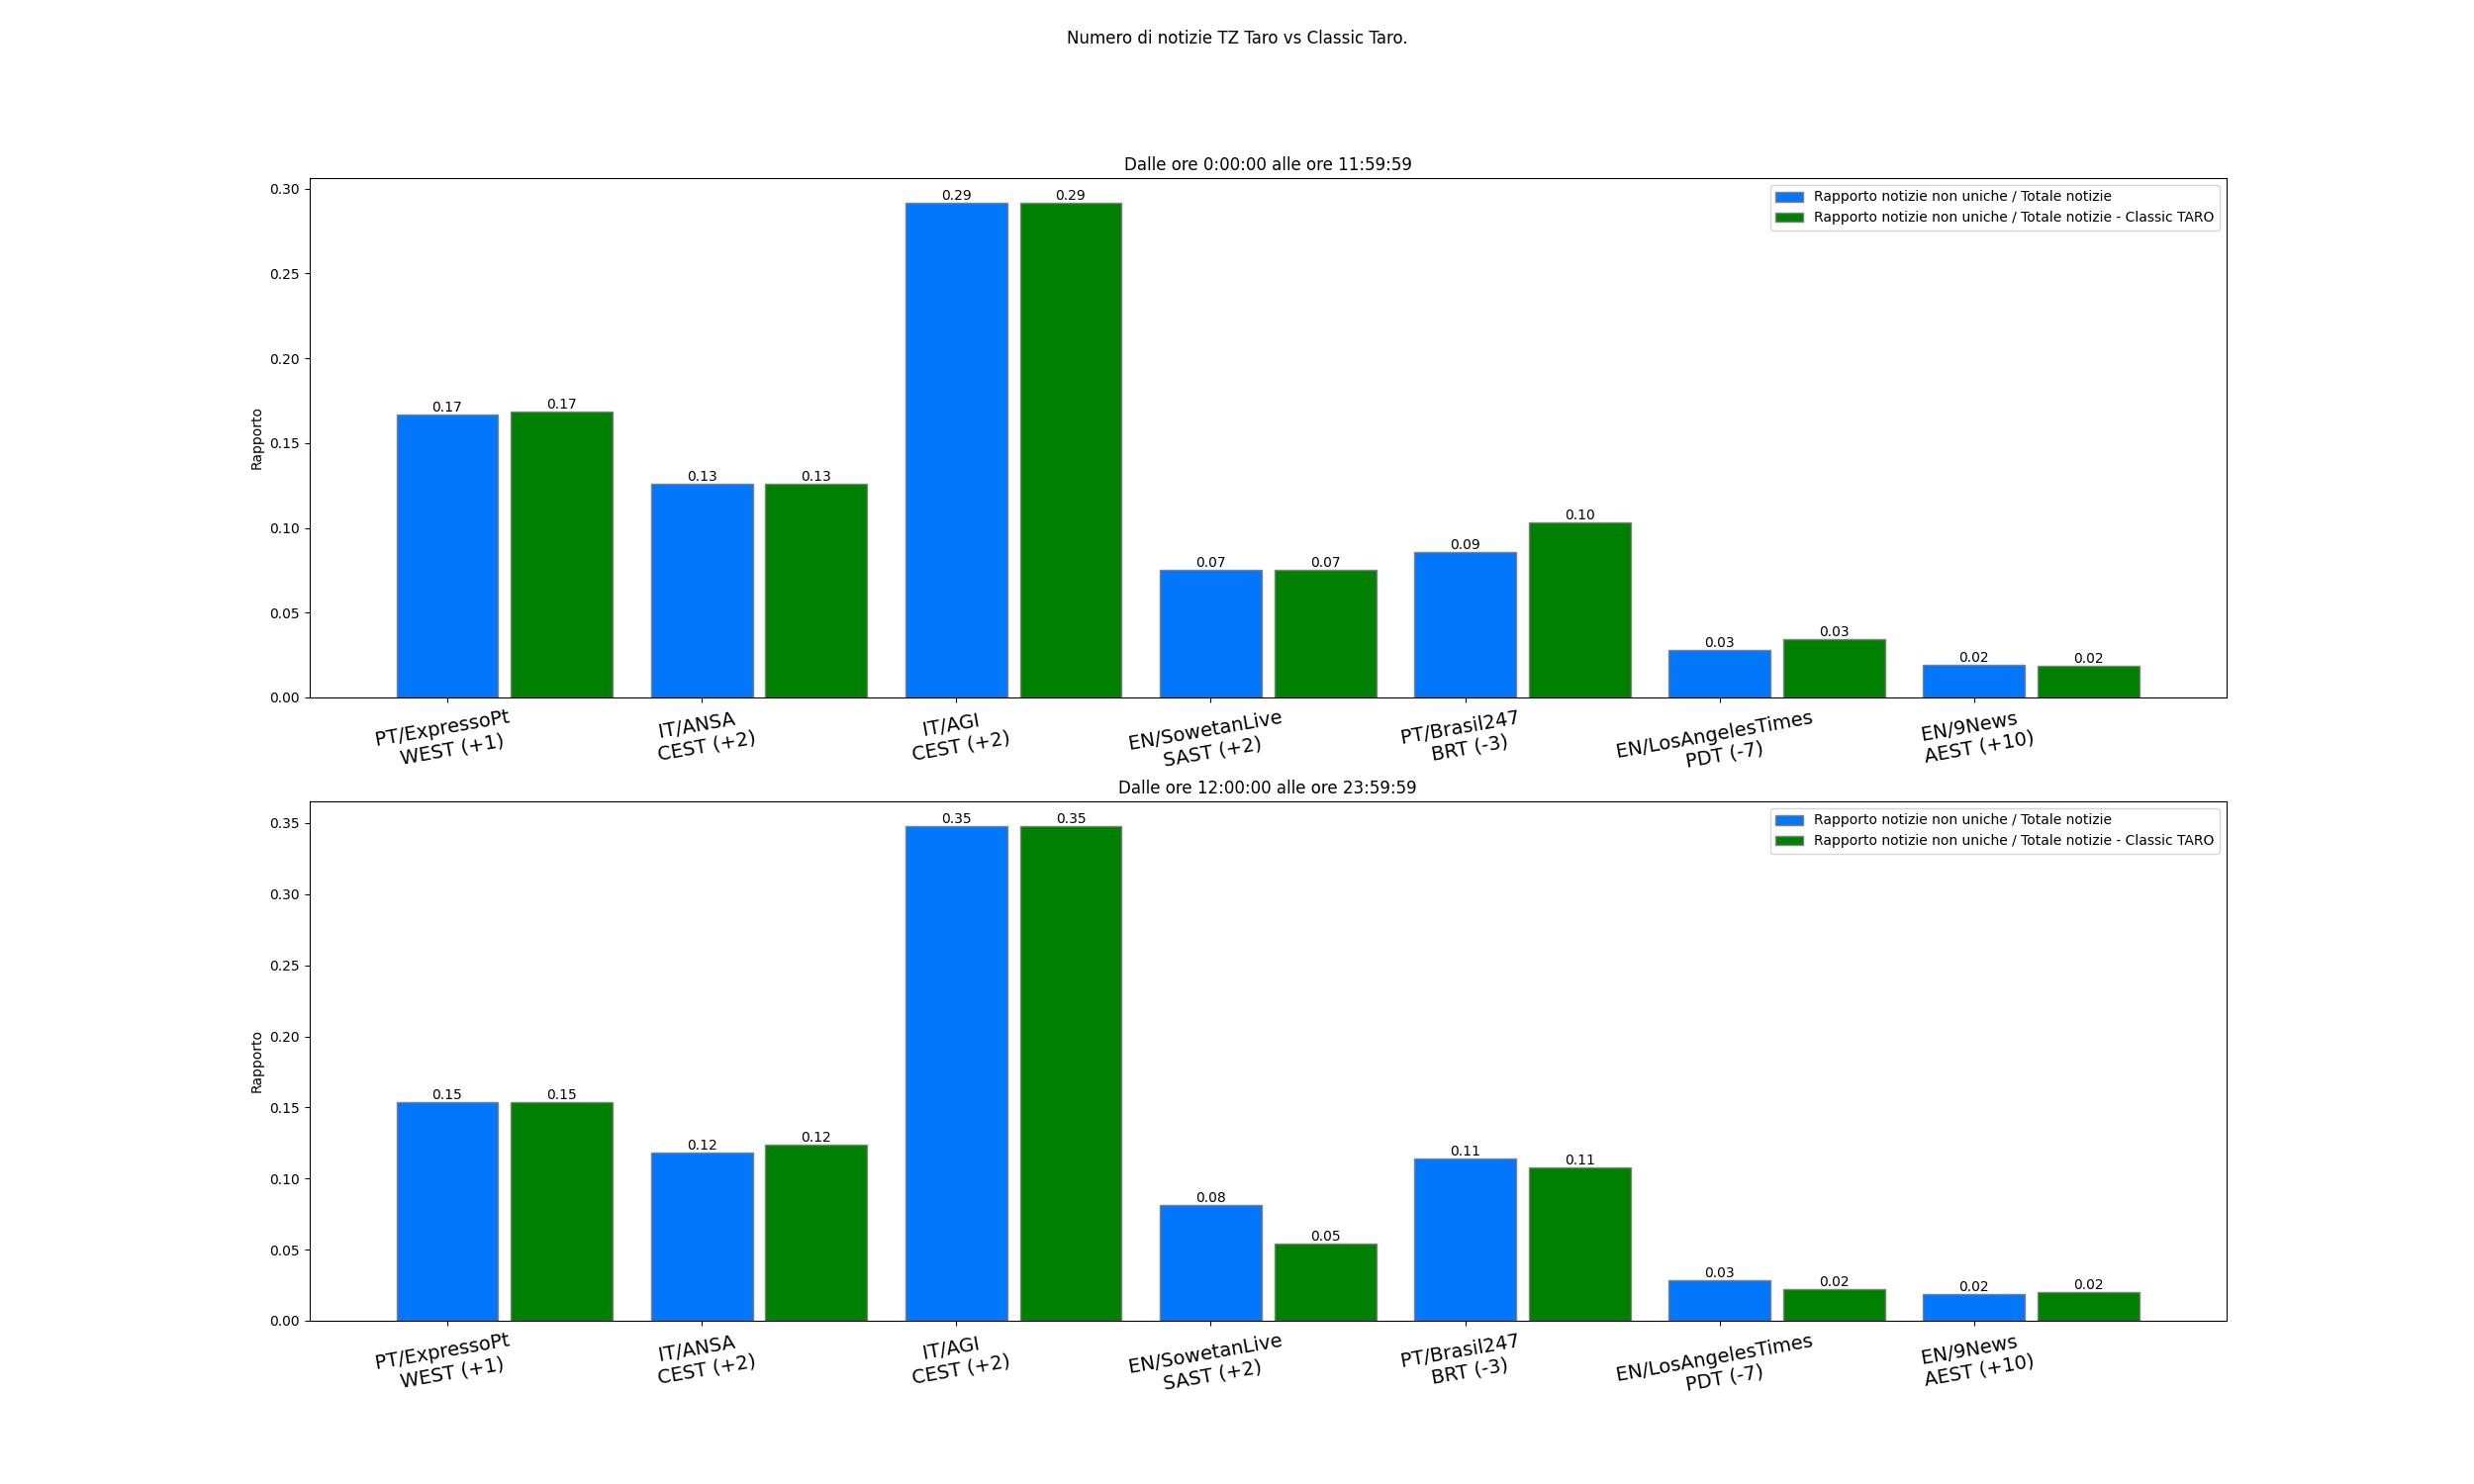 Numero di notizie TZ Taro vs Classic Taro.
Dalle ore 0:00:00 alle ore 11:59:59
Rapporto notizie non uniche / Totale notizie
Rapporto notizie non uniche / Totale notizie - Classic TARO
Rapporto
0.30
0.25
0.20
0.15
0.10
0.05
0.00
0.17
0.17
0.13
0.13
0.29
0.29
0.07
0.07
0.09
0.10
0.03
0.03
0.02
0.02
PT/ExpressoPt
WEST (+1)
IT/ANSA
CEST (+2)
IT/AGI
CEST (+2)
EN/SowetanLive
SAST (+2)
PT/Brasil247
BRT (-3)
EN/LosAngelesTimes
PDT (-7)
EN/9News
AEST (+10)
Dalle ore 12:00:00 alle ore 23:59:59
Rapporto notizie non uniche / Totale notizie
Rapporto notizie non uniche / Totale notizie - Classic TARO
Rapporto
0.35
0.30
0.25
0.20
0.15
0.10
0.05
0.00
0.15
0.15
0.12
0.12
0.35
0.35
0.08
0.05
0.11
0.11
0.03
0.02
0.02
0.02
PT/ExpressoPt
WEST (+1)
IT/ANSA
CEST (+2)
IT/AGI
CEST (+2)
EN/SowetanLive
SAST (+2)
PT/Brasil247
BRT (-3)
EN/LosAngelesTimes
PDT (-7)
EN/9News
AEST (+10)